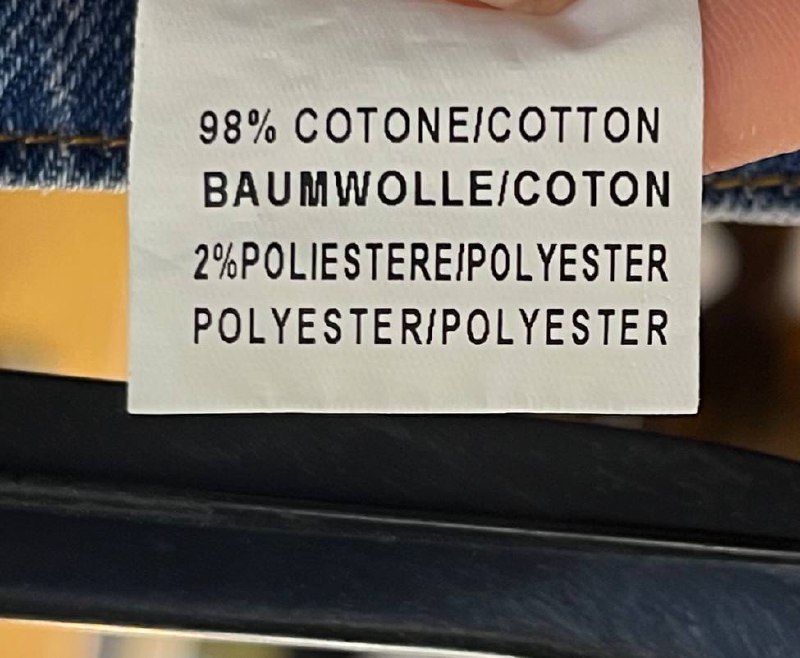 98% COTONE/COTTON
BAUMWOLLE/COTON
2%POLIESTERE/POLYESTER
POLYESTER/POLYESTER